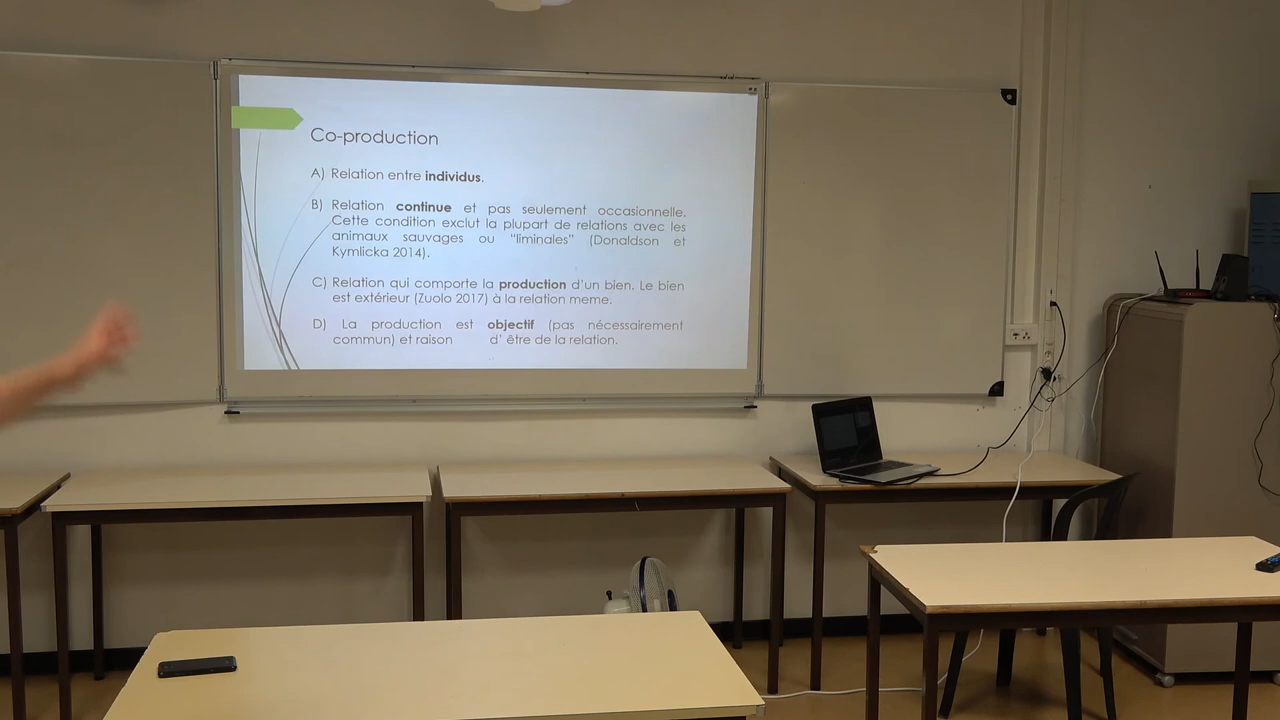 Co-production
A) Relation entre individus.
B) Relation continue et pas seulement occasionnelle.
Cette condition exclut la plupart de relations avec les
animaux sauvages ou "liminales" (Donaldson et
Kymlicka 2014).
C) Relation qui comporte la production d'un bien. Le bien
est extérieur (Zuolo 2017) à la relation meme.
D) La production est objectif (pas nécessairement
commun) et raison d' être de la relation.